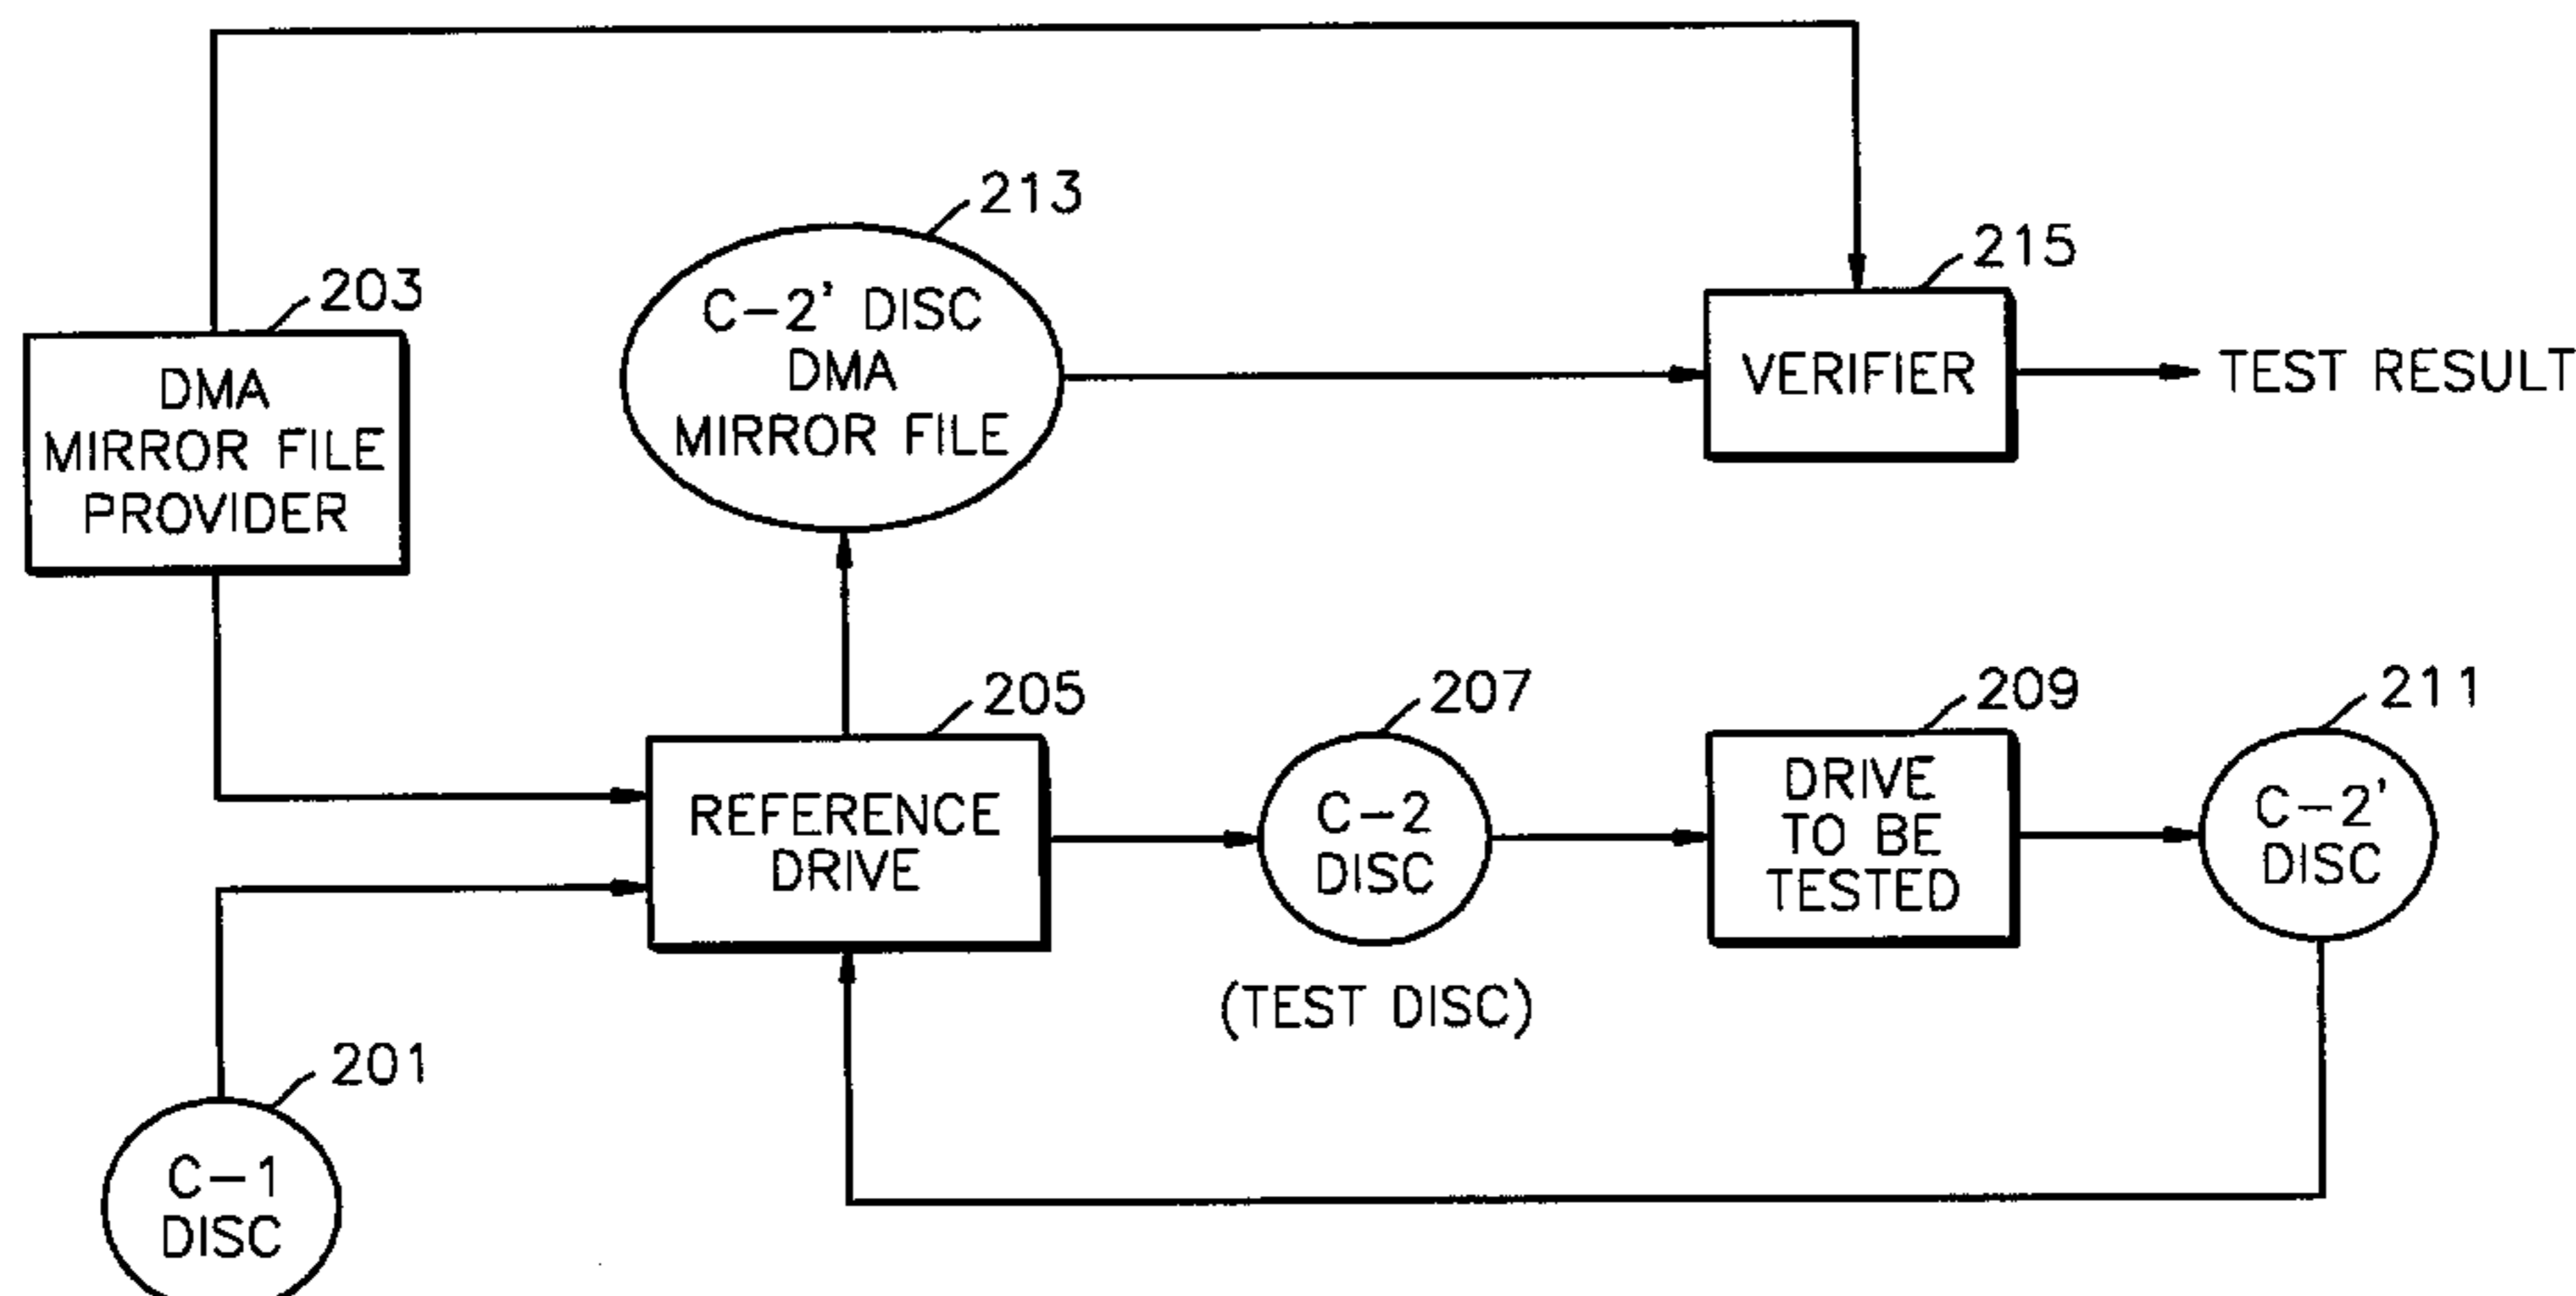 213
215
203
C-2' DISC
DMA
MIRROR FILE
VERIFIER
TEST RESULT
DMA
MIRROR FILE
PROVIDER
205
207
209
211
REFERENCE
DRIVE
C-2
DISC
DRIVE
TO BE
TESTED
C-2'
DISC
(TEST DISC)
201
C-1
DISC